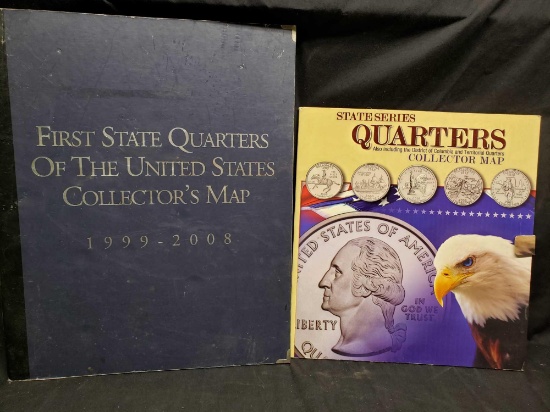 FIRST STATE QUARTERS
OF THE UNITED STATES
COLLECTOR'S MAP
1999-2008
STATE SERIES
QUARTERS
Also including the District of Columbia and Territorial Quarters
COLLECTOR MAP
UNITED STATES OF AMERICA
LIBERTY
IN
GOD WE
TRUST
QU